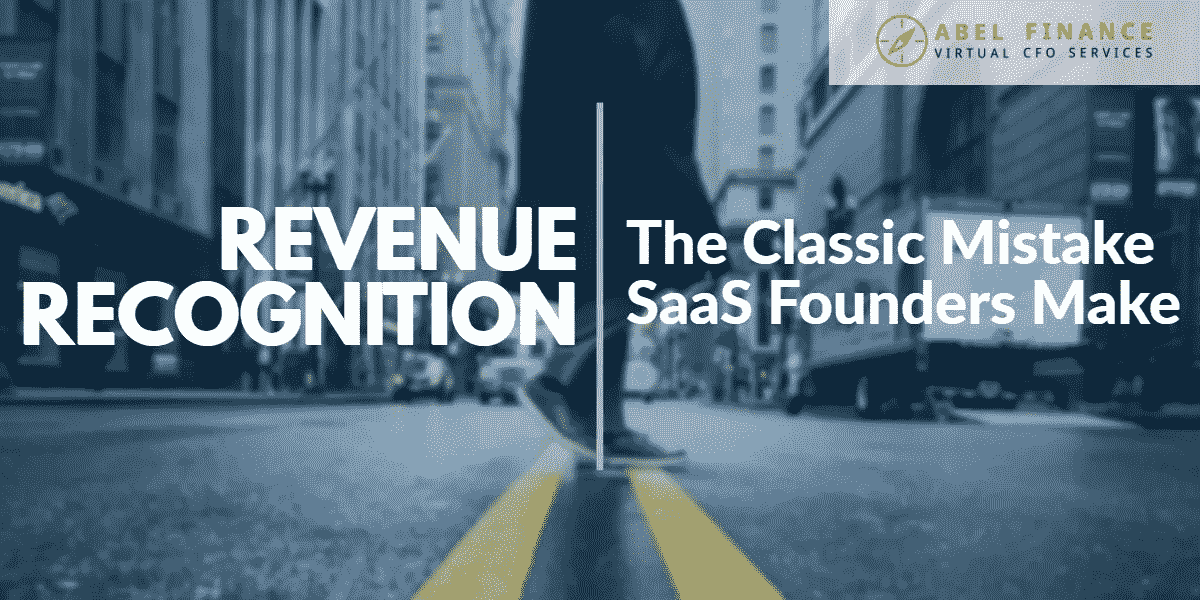 ABEL FINANCE
VIRTUAL CFO SERVICES
REVENUE
RECOGNITION
The Classic Mistake
SaaS Founders Make